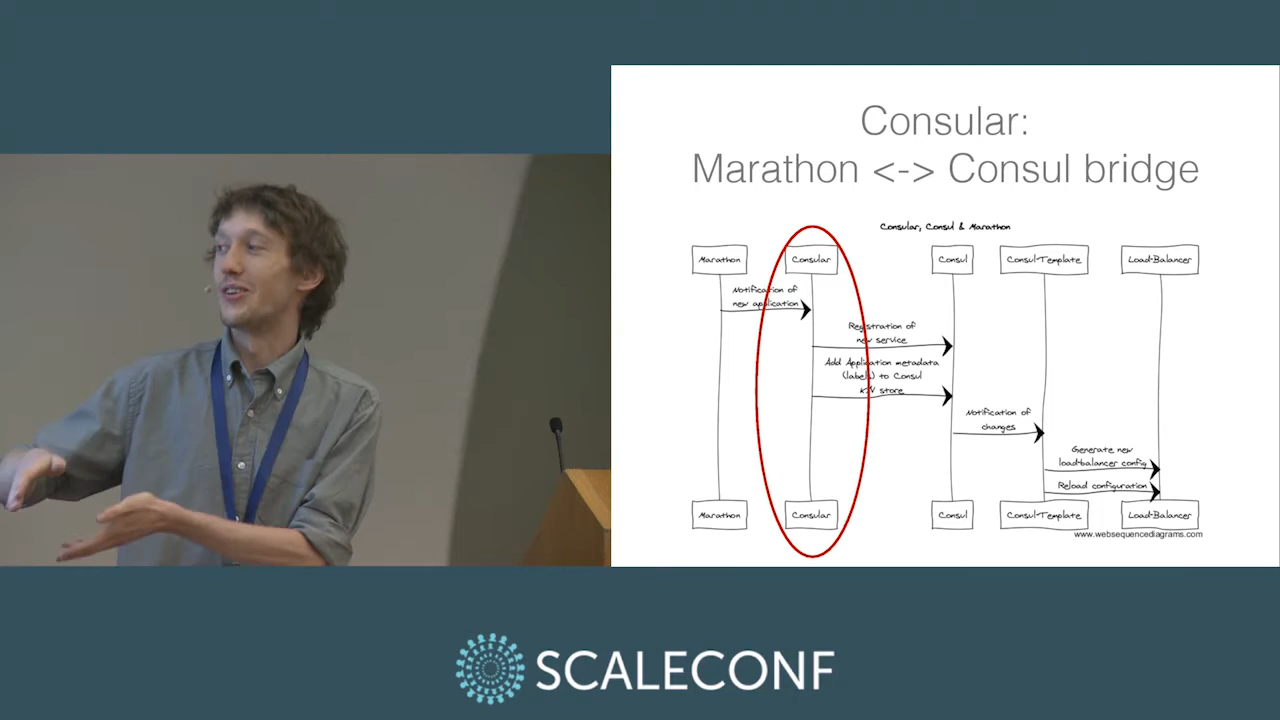 Consular:
Marathon <-> Consul bridge
Consular, Consul & Marathon
Marathon
Consular
Consul
Consul-Template
Load-Balancer
Notification of
new application
Registration of
new service
Add Application metadata
(labels) to Consul
K/V store
Notification of
changes
Generate new
load-balancer config
Reload configuration
Marathon
Consular
Consul
Consul-Template
Load-Balancer
www.websequencediagrams.com
SCALECONF